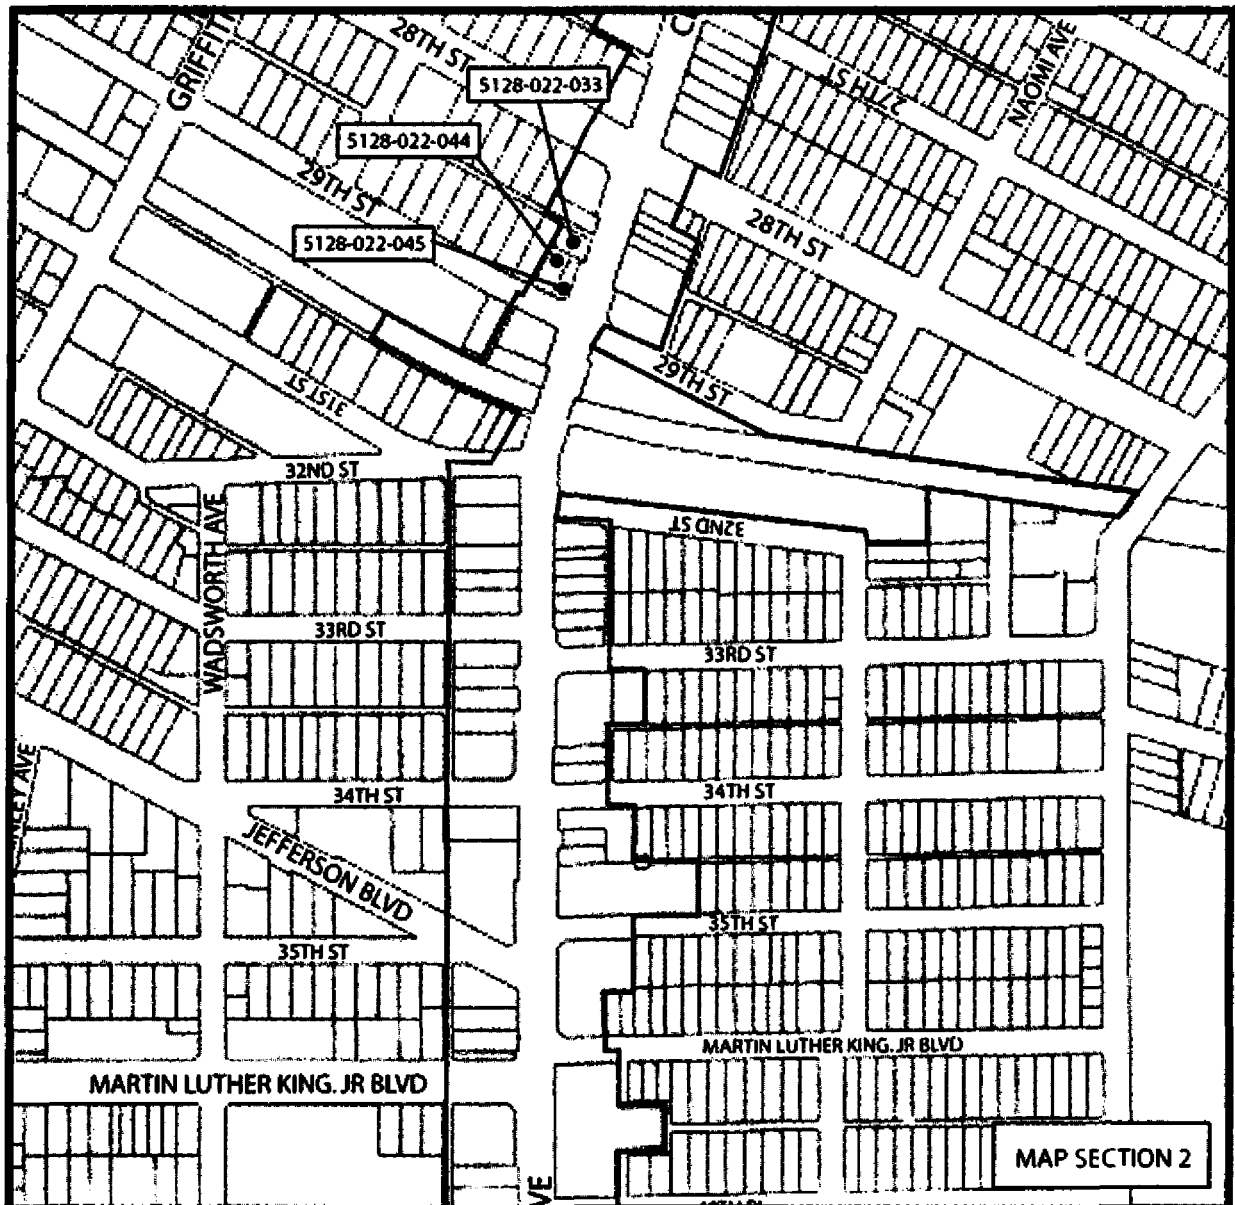 GRIFFIT
28TH ST
C
27TH ST
NAOMI AVE
5128-022-033
5128-022-044
29TH ST
28TH ST
5128-022-045
31ST ST
29TH ST
32ND ST
WADSWORTH AVE
32ND ST
33RD ST
33RD ST
NLEY AVE
34TH ST
34TH ST
JEFFERSON BLVD
35TH ST
35TH ST
MARTIN LUTHER KING. JR BLVD
MARTIN LUTHER KING. JR BLVD
MAP SECTION 2
VE